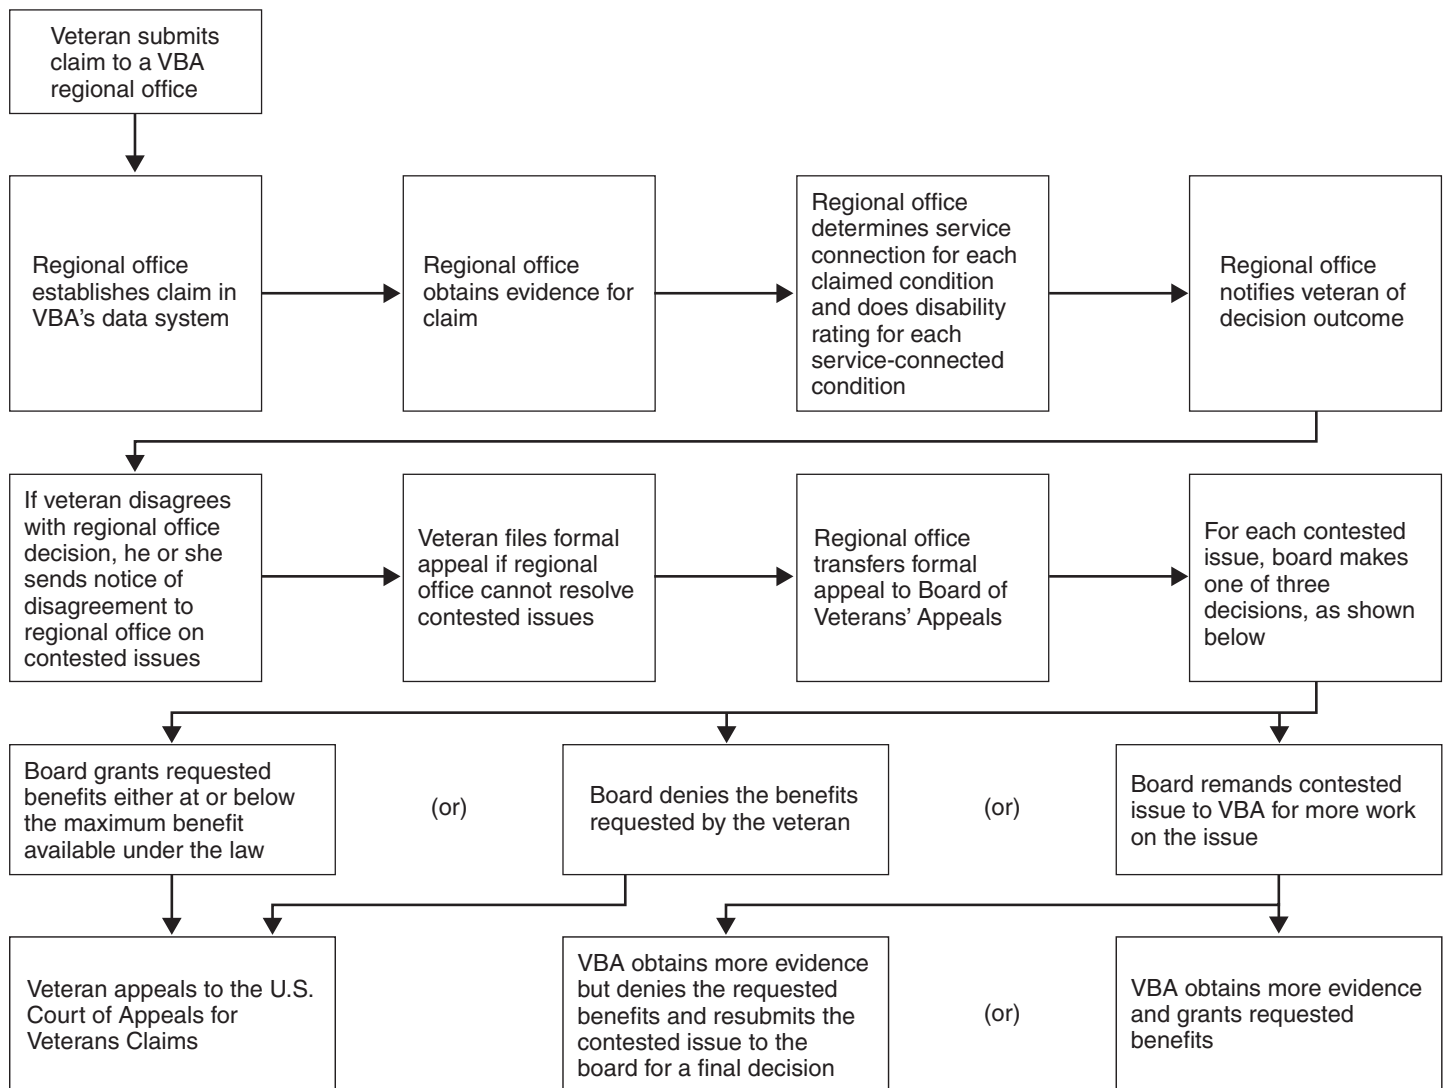 Veteran submits
claim to a VBA
regional office
Regional office
establishes claim in
VBA’s data system
Regional office
obtains evidence for
claim
Regional office
determines service
connection for each
claimed condition
and does disability
rating for each
service-connected
condition
Regional office
notifies veteran of
decision outcome
If veteran disagrees
with regional office
decision, he or she
sends notice of
disagreement to
regional office on
contested issues
Veteran files formal
appeal if regional
office cannot resolve
contested issues
Regional office
transfers formal
appeal to Board of
Veterans’ Appeals
For each contested
issue, board makes
one of three
decisions, as shown
below
Board grants requested
benefits either at or below
the maximum benefit
available under the law
(or)
Board denies the benefits
requested by the veteran
(or)
Board remands contested
issue to VBA for more work
on the issue
Veteran appeals to the U.S.
Court of Appeals for
Veterans Claims
VBA obtains more evidence
but denies the requested
benefits and resubmits the
contested issue to the
board for a final decision
(or)
VBA obtains more evidence
and grants requested
benefits